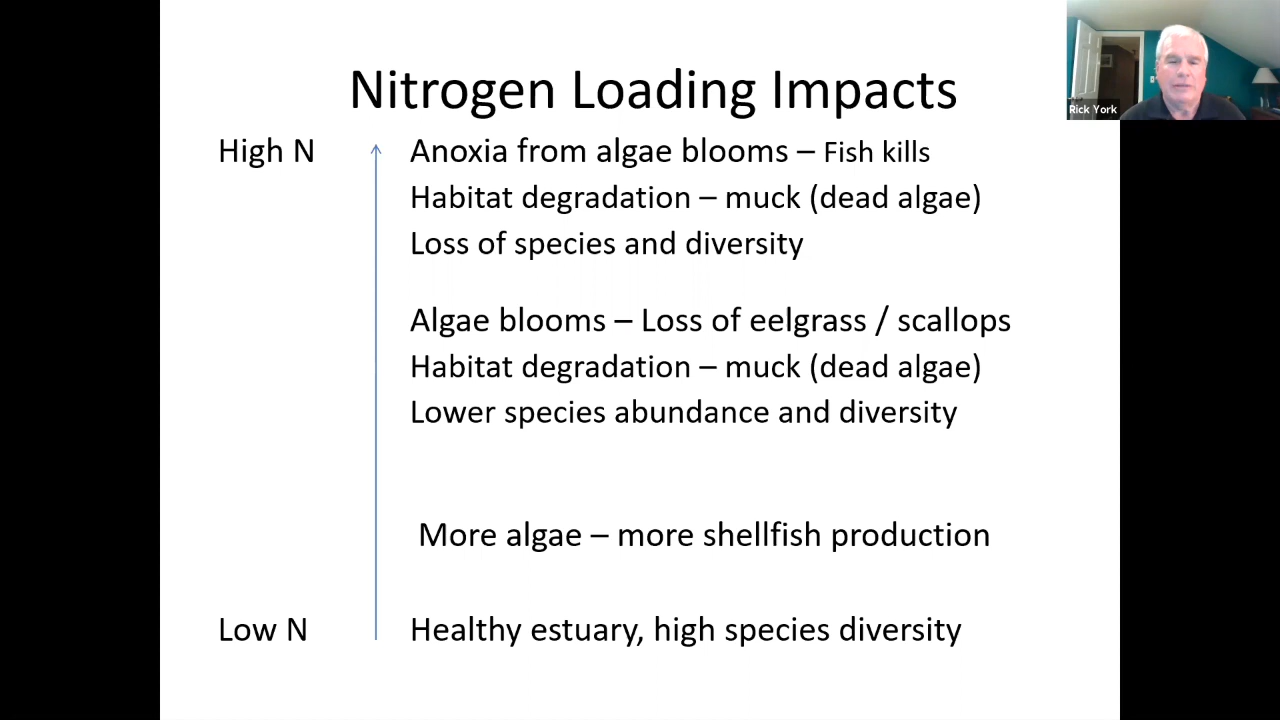 Nitrogen Loading Impacts
Rick York
High N
Anoxia from algae blooms – Fish kills
Habitat degradation – muck (dead algae)
Loss of species and diversity
Algae blooms – Loss of eelgrass / scallops
Habitat degradation – muck (dead algae)
Lower species abundance and diversity
More algae – more shellfish production
Low N
Healthy estuary, high species diversity